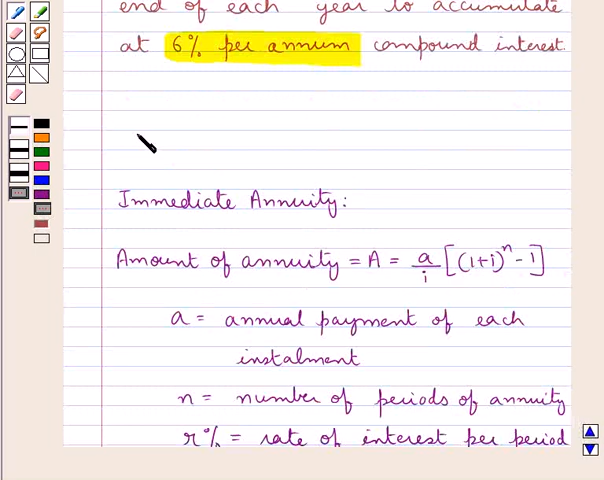 end of each year to accumulate
at 6% per annum compound interest.
Immediate Annuity:
Amount of annuity = A = a/i [(1+i)^n - 1]
a = annual payment of each
instalment
n = number of periods of annuity
r% = rate of interest per period